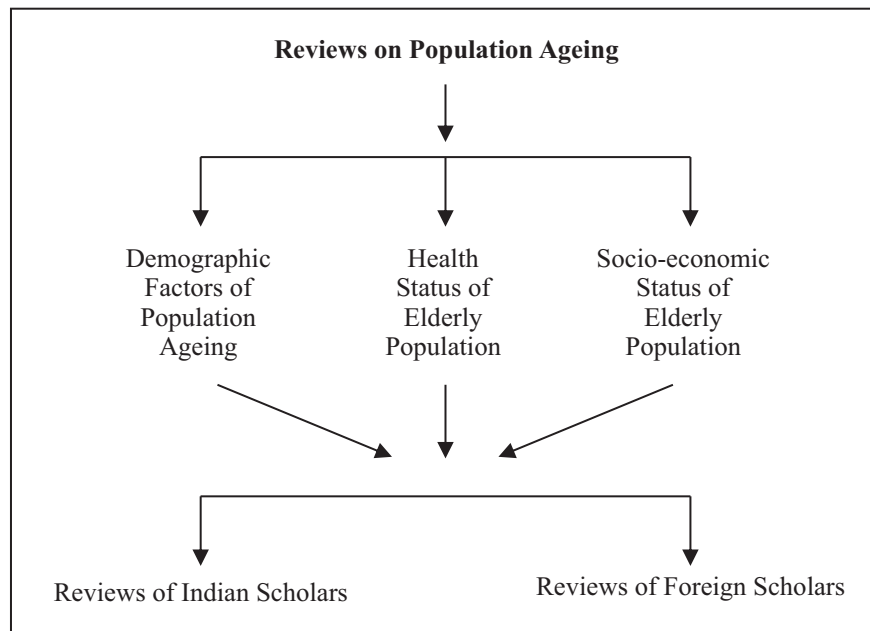 Reviews on Population Ageing
Demographic
Factors of
Population
Ageing
Health
Status of
Elderly
Population
Socio-economic
Status of
Elderly
Population
Reviews of Indian Scholars
Reviews of Foreign Scholars